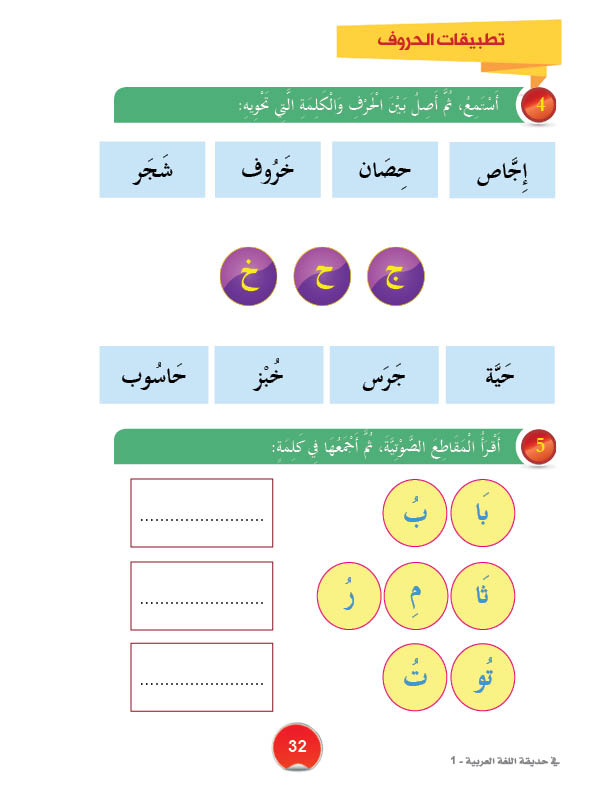 تطبيقات الحروف
4 أَسْتَمِعُ، ثُمَّ أَصِلُ بَيْنَ الْحَرْفِ وَالْكَلِمَةِ الَّتِي تَحْوِيهِ:
إِجَّاص حِصَان خَرُوف شَجَر
ج ح خ
حَيَّة جَرَس خُبْز حَاسُوب
5 أَقْرَأُ الْمَقَاطِعَ الصَّوْتِيَّةَ، ثُمَّ أَجْمَعُهَا فِي كَلِمَةٍ:
بَا بُ ......................
ثَا مِ رُ ......................
تُو تُ ......................
32
في حديقة اللغة العربية - 1